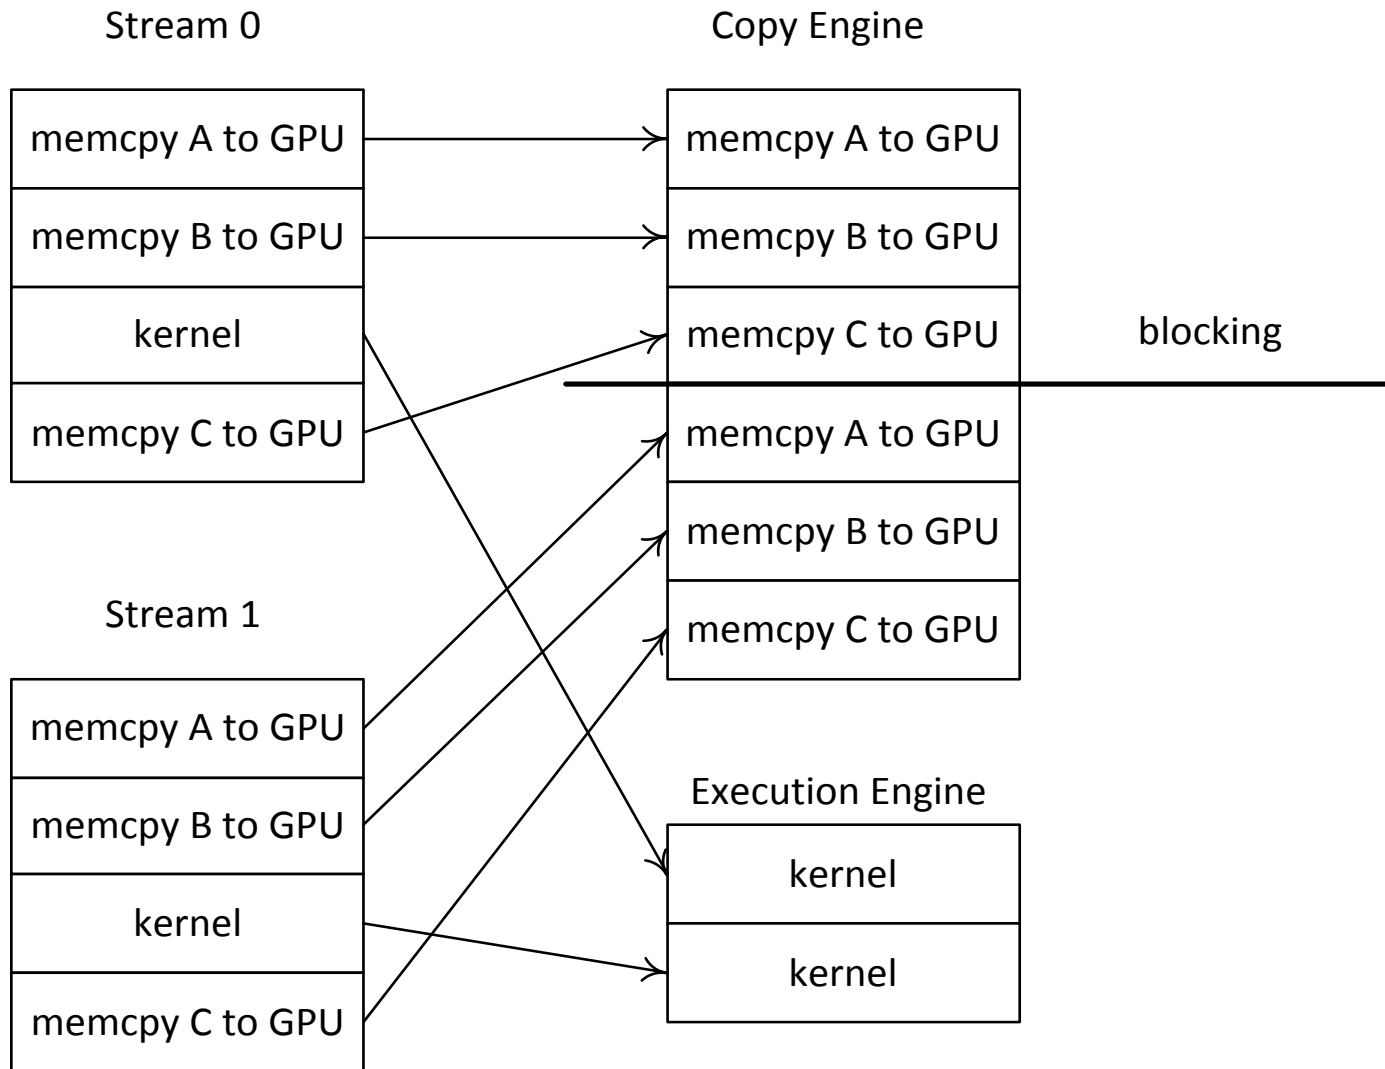 Stream 0
memcpy A to GPU
memcpy B to GPU
kernel
memcpy C to GPU
Stream 1
memcpy A to GPU
memcpy B to GPU
kernel
memcpy C to GPU
Copy Engine
memcpy A to GPU
memcpy B to GPU
memcpy C to GPU
memcpy A to GPU
memcpy B to GPU
memcpy C to GPU
blocking
Execution Engine
kernel
kernel